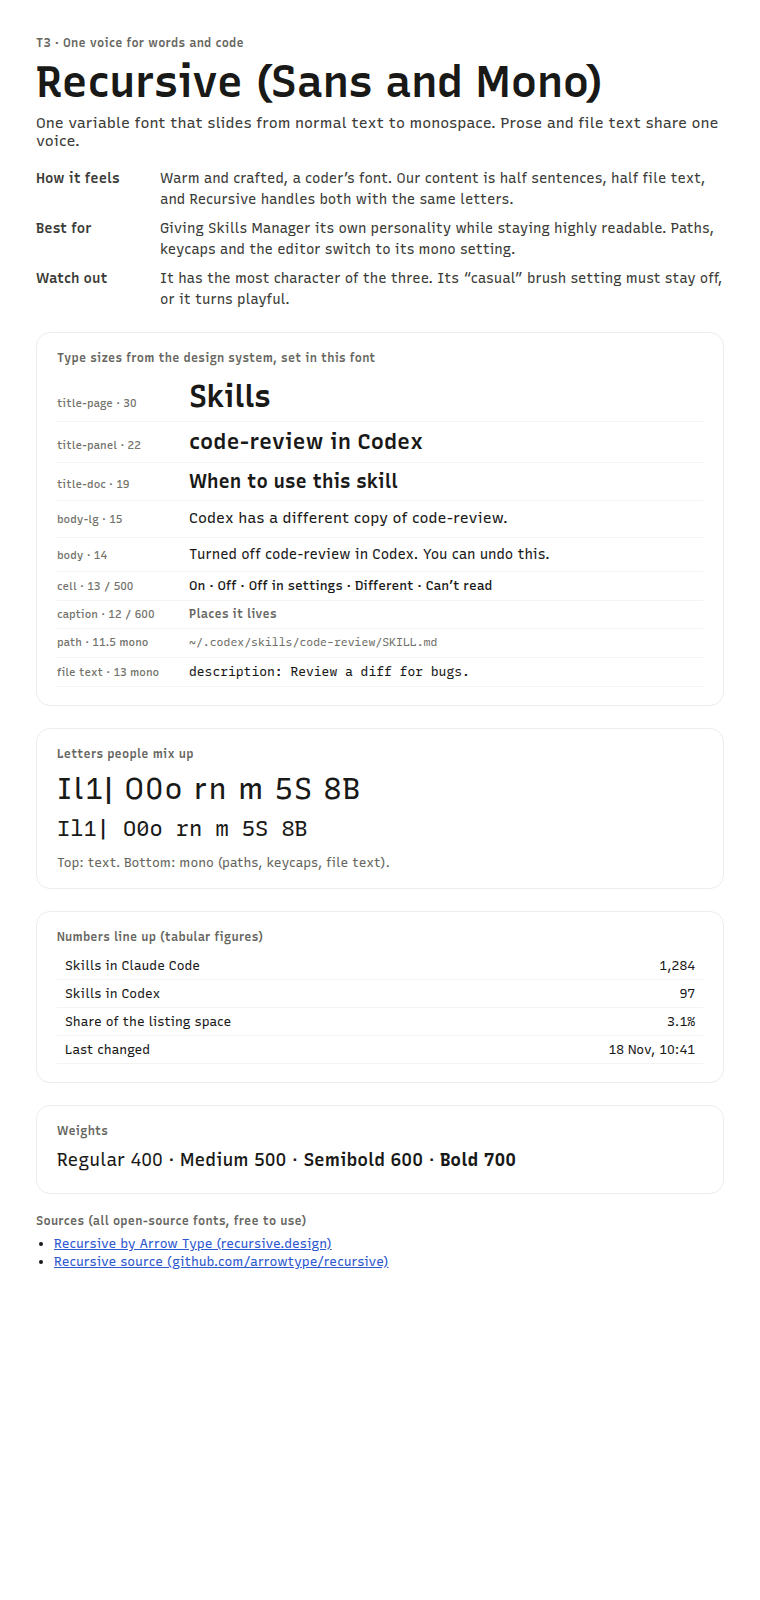 T3 · One voice for words and code
Recursive (Sans and Mono)
One variable font that slides from normal text to monospace. Prose and file text share one
voice.
How it feels
Warm and crafted, a coder’s font. Our content is half sentences, half file text,
and Recursive handles both with the same letters.
Best for
Giving Skills Manager its own personality while staying highly readable. Paths,
keycaps and the editor switch to its mono setting.
Watch out
It has the most character of the three. Its “casual” brush setting must stay off,
or it turns playful.
Type sizes from the design system, set in this font
title-page · 30 Skills
title-panel · 22 code-review in Codex
title-doc · 19 When to use this skill
body-lg · 15 Codex has a different copy of code-review.
body · 14 Turned off code-review in Codex. You can undo this.
cell · 13 / 500 On · Off · Off in settings · Different · Can’t read
caption · 12 / 600 Places it lives
path · 11.5 mono ~/.codex/skills/code-review/SKILL.md
file text · 13 mono description: Review a diff for bugs.
Letters people mix up
Il1| O0o rn m 5S 8B
Il1| O0o rn m 5S 8B
Top: text. Bottom: mono (paths, keycaps, file text).
Numbers line up (tabular figures)
Skills in Claude Code 1,284
Skills in Codex 97
Share of the listing space 3.1%
Last changed 18 Nov, 10:41
Weights
Regular 400 · Medium 500 · Semibold 600 · Bold 700
Sources (all open-source fonts, free to use)
• Recursive by Arrow Type (recursive.design)
• Recursive source (github.com/arrowtype/recursive)